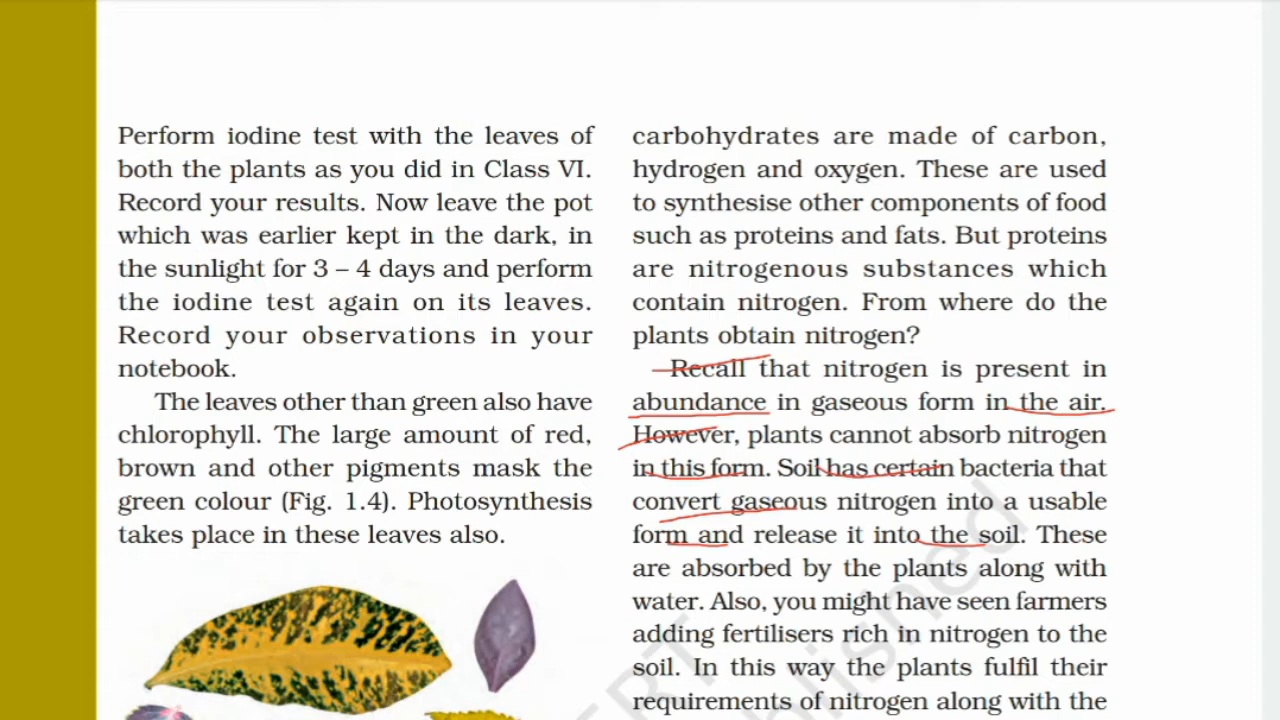 Perform iodine test with the leaves of
both the plants as you did in Class VI.
Record your results. Now leave the pot
which was earlier kept in the dark, in
the sunlight for 3 – 4 days and perform
the iodine test again on its leaves.
Record your observations in your
notebook.
The leaves other than green also have
chlorophyll. The large amount of red,
brown and other pigments mask the
green colour (Fig. 1.4). Photosynthesis
takes place in these leaves also.
carbohydrates are made of carbon,
hydrogen and oxygen. These are used
to synthesise other components of food
such as proteins and fats. But proteins
are nitrogenous substances which
contain nitrogen. From where do the
plants obtain nitrogen?
Recall that nitrogen is present in
abundance in gaseous form in the air.
However, plants cannot absorb nitrogen
in this form. Soil has certain bacteria that
convert gaseous nitrogen into a usable
form and release it into the soil. These
are absorbed by the plants along with
water. Also, you might have seen farmers
adding fertilisers rich in nitrogen to the
soil. In this way the plants fulfil their
requirements of nitrogen along with the